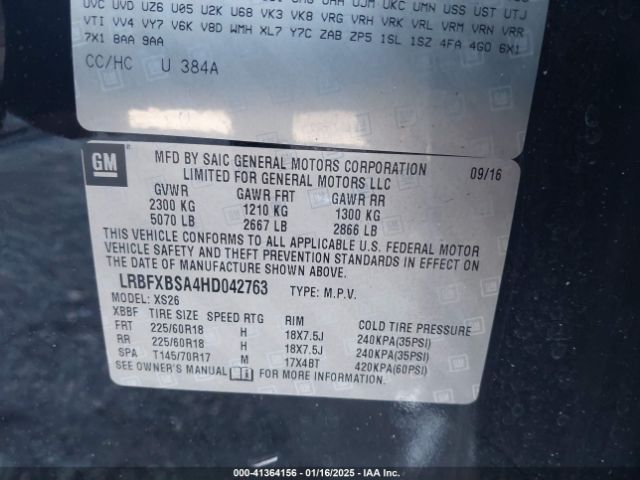 UVC UVD UZ6 U05 U2K U68 VK3 VK8 VRG VRH VRK VRL VRM VRN VRR
VTI VV4 VY7 V6K V8D WMH XL7 Y7C ZAB ZP5 1SL 1SZ 4FA 4G0 6X1
7X1 8AA 9AA
CC/HC U 384A
GM
MFD BY SAIC GENERAL MOTORS CORPORATION 09/16
LIMITED FOR GENERAL MOTORS LLC
GVWR GAWR FRT GAWR RR
2300 KG 1210 KG 1300 KG
5070 LB 2667 LB 2866 LB
THIS VEHICLE CONFORMS TO ALL APPLICABLE U.S. FEDERAL MOTOR
VEHICLE SAFETY AND THEFT PREVENTION STANDARDS IN EFFECT ON
THE DATE OF MANUFACTURE SHOWN ABOVE.
LRBFXBSA4HD042763 TYPE: M.P.V.
MODEL: XS26
XBBF TIRE SIZE SPEED RTG RIM COLD TIRE PRESSURE
FRT 225/60R18 H 18X7.5J 240KPA(35PSI)
RR 225/60R18 H 18X7.5J 240KPA(35PSI)
SPA T145/70R17 M 17X4BT 420KPA(60PSI)
SEE OWNER'S MANUAL FOR ADDITIONAL INFORMATION.
000-41364156 — 01/16/2025 — IAAI.COM